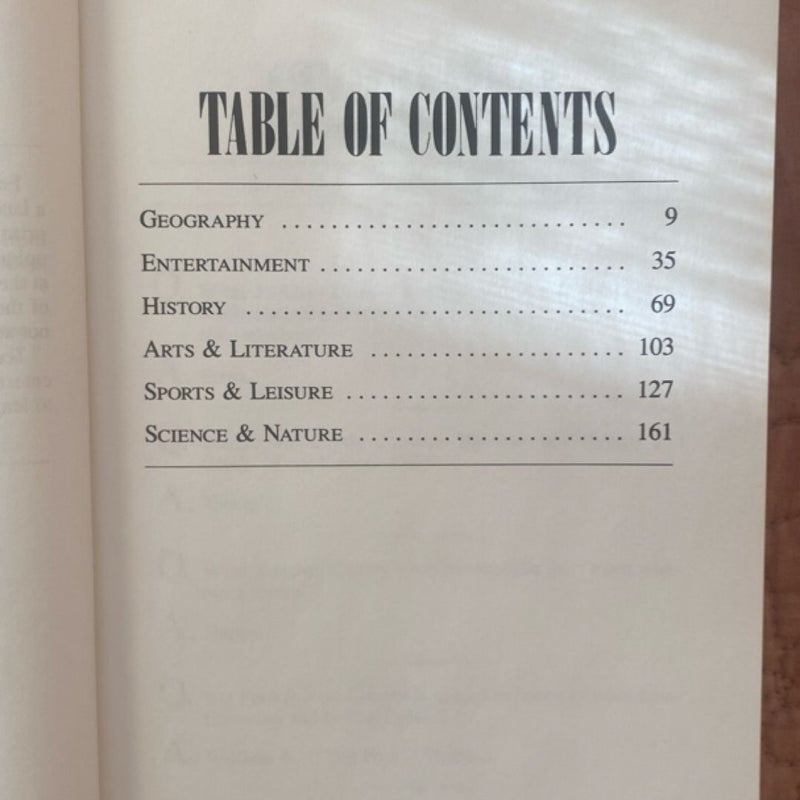 TABLE OF CONTENTS
GEOGRAPHY .............................. 9
ENTERTAINMENT ......................... 35
HISTORY ............................... 69
ARTS & LITERATURE ..................... 103
SPORTS & LEISURE ....................... 127
SCIENCE & NATURE ...................... 161